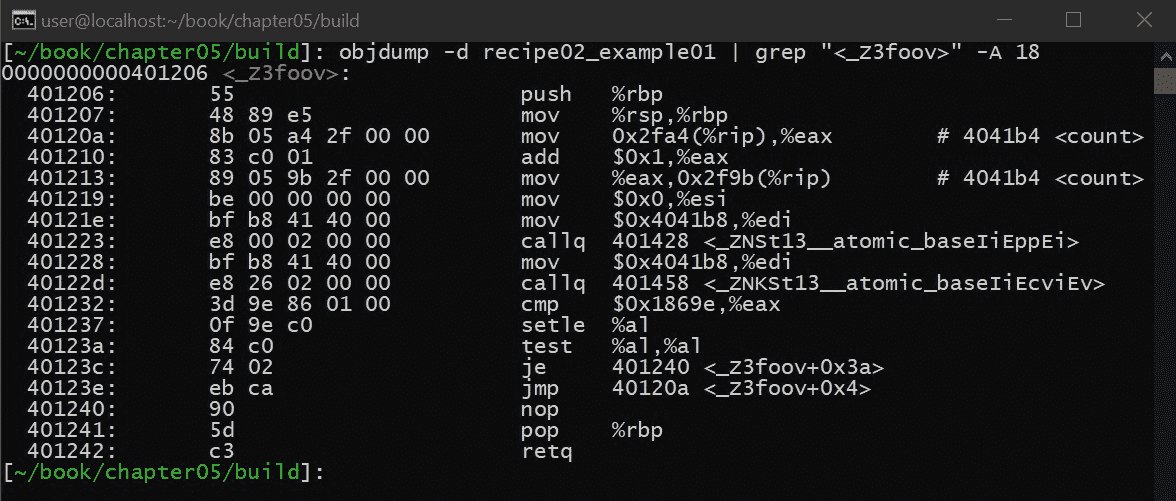 user@localhost:~/book/chapter05/build
[~/book/chapter05/build]: objdump -d recipe02_example01 | grep "<_Z3foov>" -A 18
0000000000401206 <_Z3foov>:
  401206:       55                      push   %rbp
  401207:       48 89 e5                mov    %rsp,%rbp
  40120a:       8b 05 a4 2f 00 00       mov    0x2fa4(%rip),%eax        # 4041b4 <count>
  401210:       83 c0 01                add    $0x1,%eax
  401213:       89 05 9b 2f 00 00       mov    %eax,0x2f9b(%rip)        # 4041b4 <count>
  401219:       be 00 00 00 00          mov    $0x0,%esi
  40121e:       bf b8 41 40 00          mov    $0x4041b8,%edi
  401223:       e8 00 02 00 00          callq  401428 <_ZNSt13__atomic_baseIiEppEi>
  401228:       bf b8 41 40 00          mov    $0x4041b8,%edi
  40122d:       e8 26 02 00 00          callq  401458 <_ZNKSt13__atomic_baseIiEcviEv>
  401232:       3d 9e 86 01 00          cmp    $0x1869e,%eax
  401237:       0f 9e c0                setle  %al
  40123a:       84 c0                   test   %al,%al
  40123c:       74 02                   je     401240 <_Z3foov+0x3a>
  40123e:       eb ca                   jmp    40120a <_Z3foov+0x4>
  401240:       90                      nop
  401241:       5d                      pop    %rbp
  401242:       c3                      retq
[~/book/chapter05/build]: